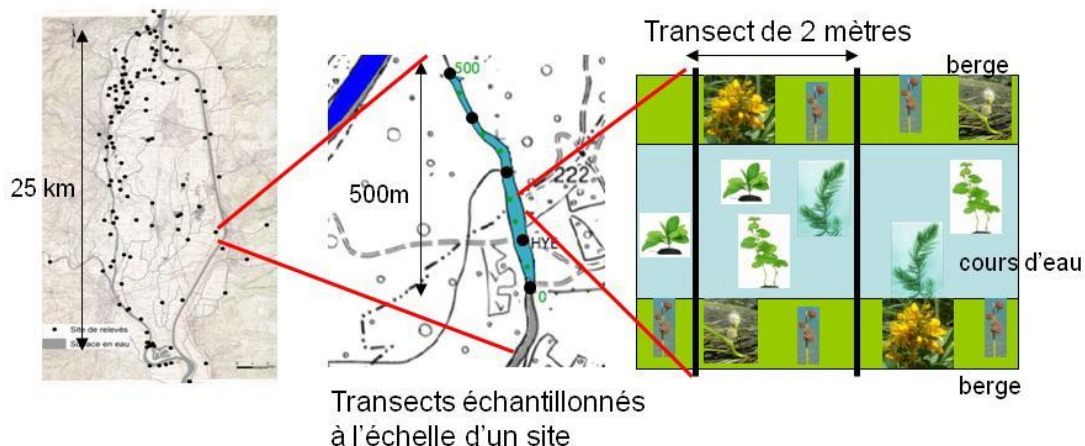 Transect de 2 mètres
berge
25 km
Site de relevés
Surface en eau
500
500m
222
HYE
0
cours d'eau
berge
Transects échantillonnés
à l'échelle d'un site